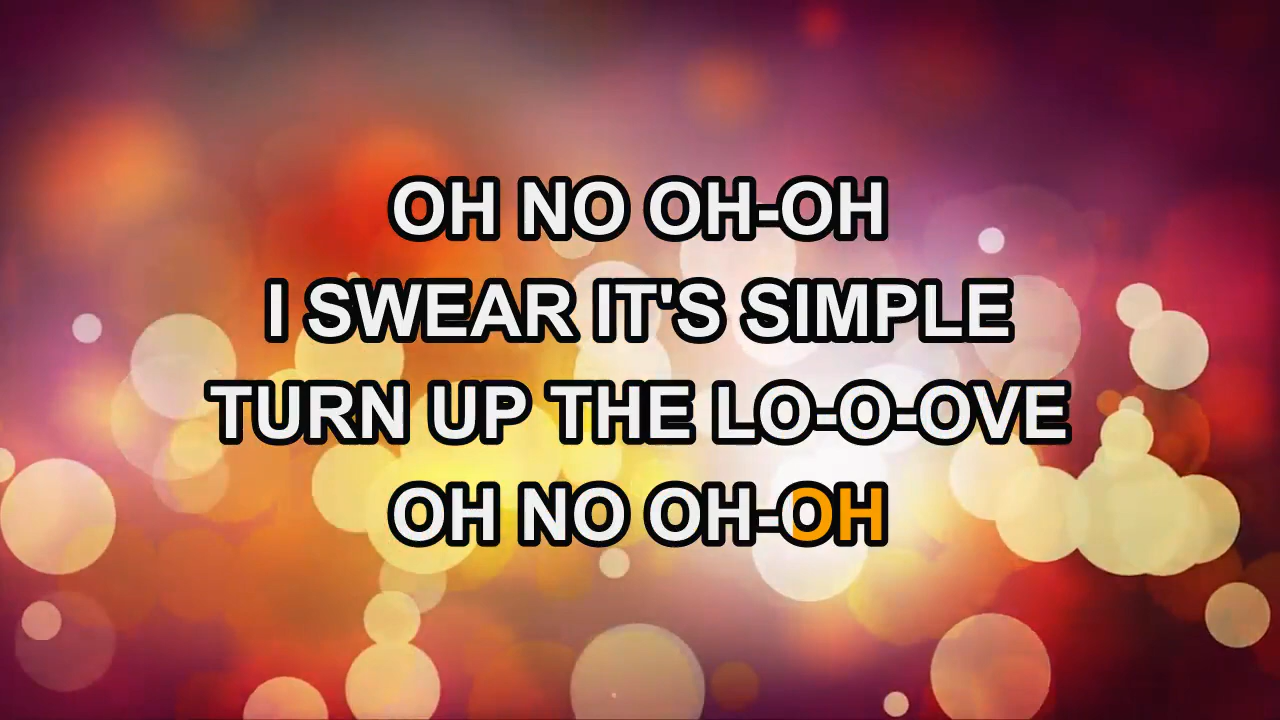 OH NO OH-OH
I SWEAR IT'S SIMPLE
TURN UP THE LO-O-OVE
OH NO OH-OH